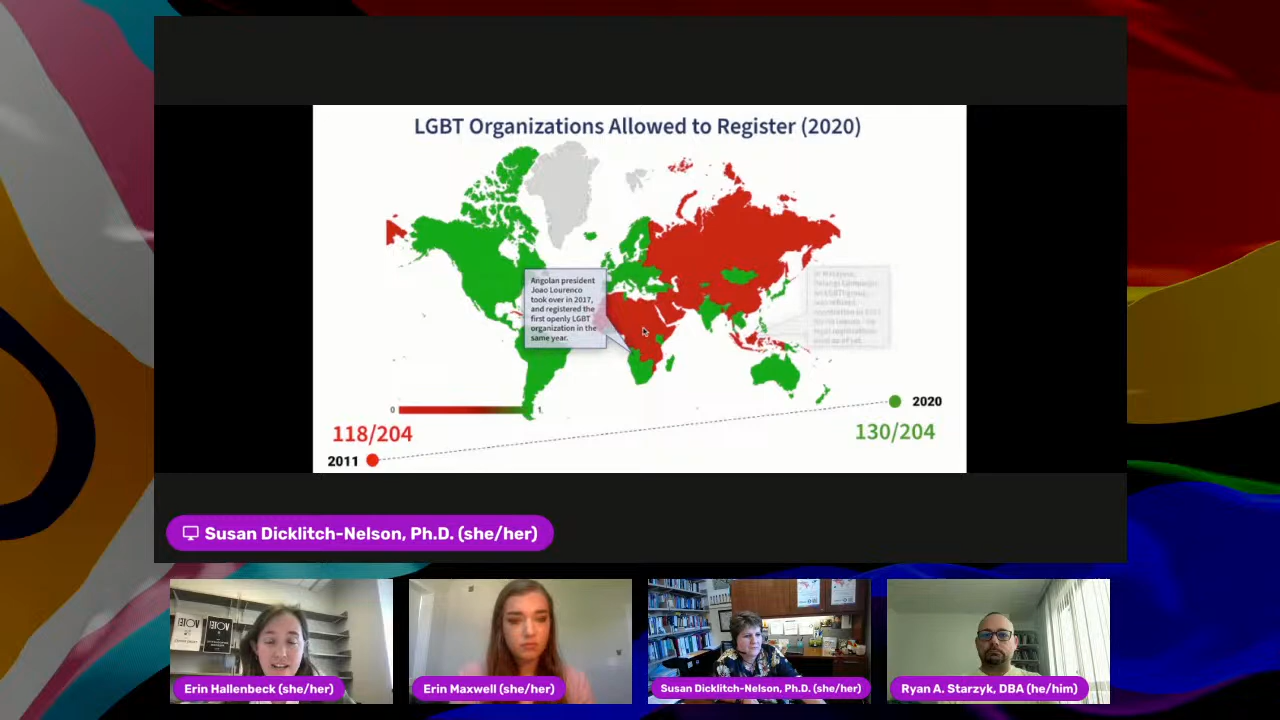 LGBT Organizations Allowed to Register (2020)
Angolan president
Joao Lourenco
took over in 2017,
and registered the
first openly LGBT
organization in the
same year.
0
1
118/204
2011
2020
130/204
Susan Dicklitch-Nelson, Ph.D. (she/her)
Erin Hallenbeck (she/her)
Erin Maxwell (she/her)
Susan Dicklitch-Nelson, Ph.D. (she/her)
Ryan A. Starzyk, DBA (he/him)